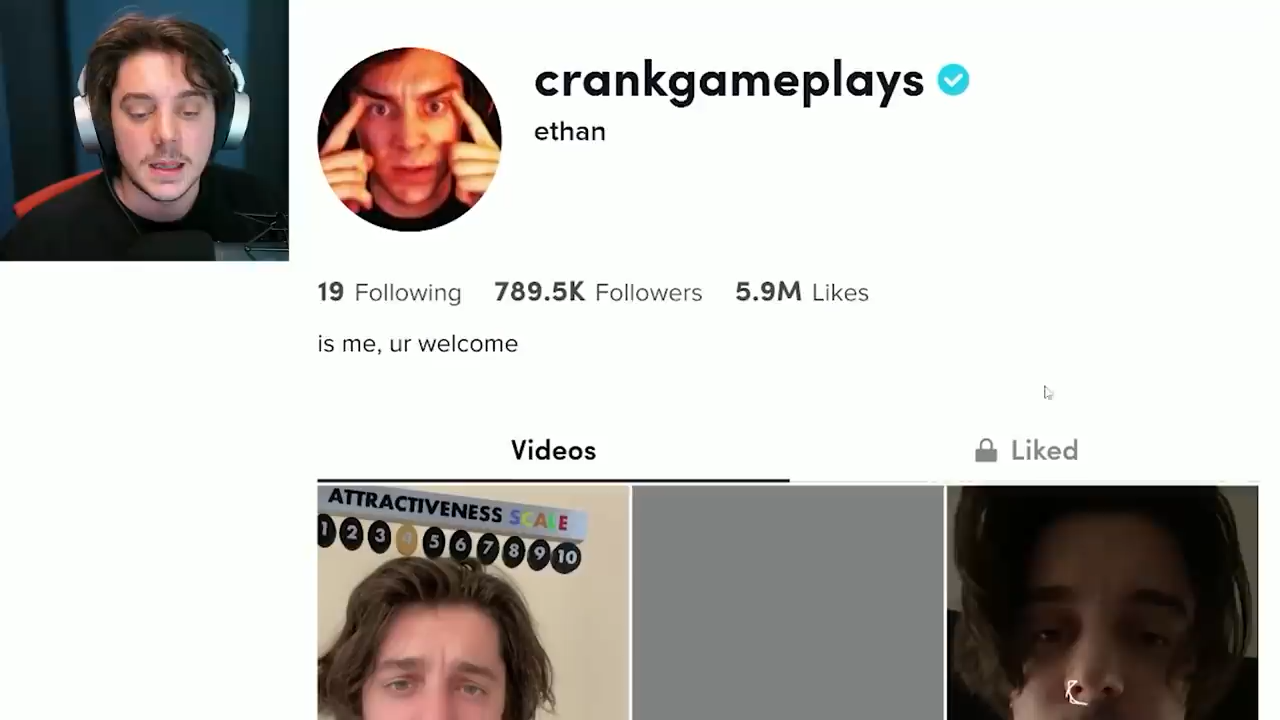 crankgameplays
ethan
19 Following 789.5K Followers 5.9M Likes
is me, ur welcome
Videos
Liked
ATTRACTIVENESS SCALE
1 2 3 4 5 6 7 8 9 10